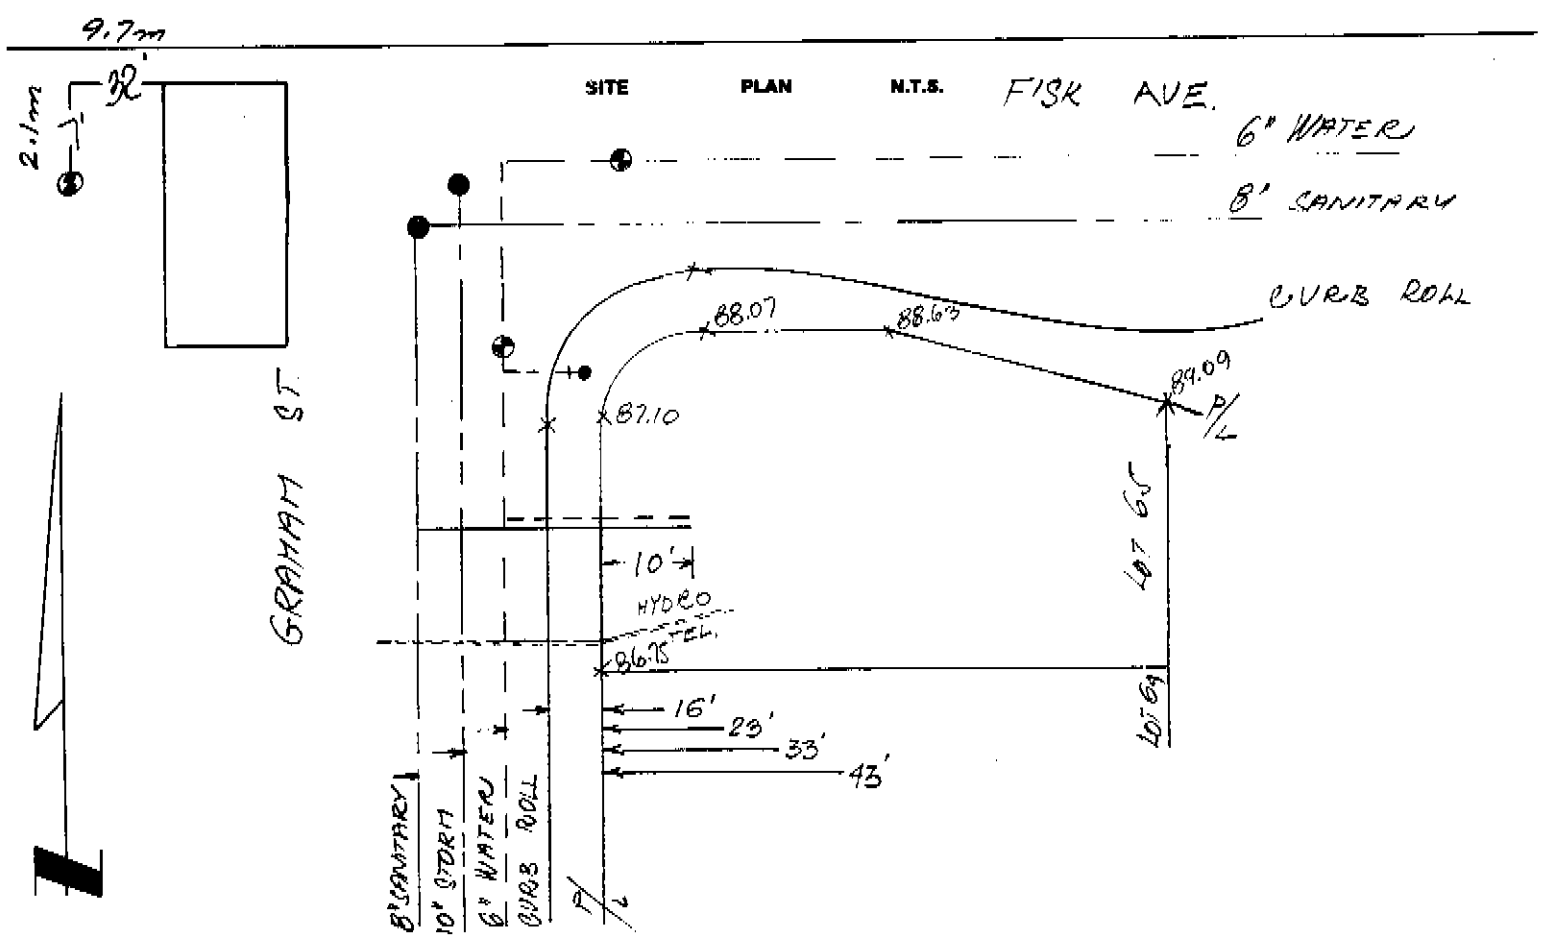 9.7m
32'
2.1m
SITE PLAN N.T.S. FISK AVE.
6" WATER
8' SANITARY
CURB ROLL
88.07
88.63
89.09
P/L
87.10
GRAHAM ST.
LOT 65
10'
HYDRO
TEL.
86.75
LOT 69
16'
23'
33'
43'
8" SANITARY
10" STORM
6" WATER
CURB ROLL
P/L